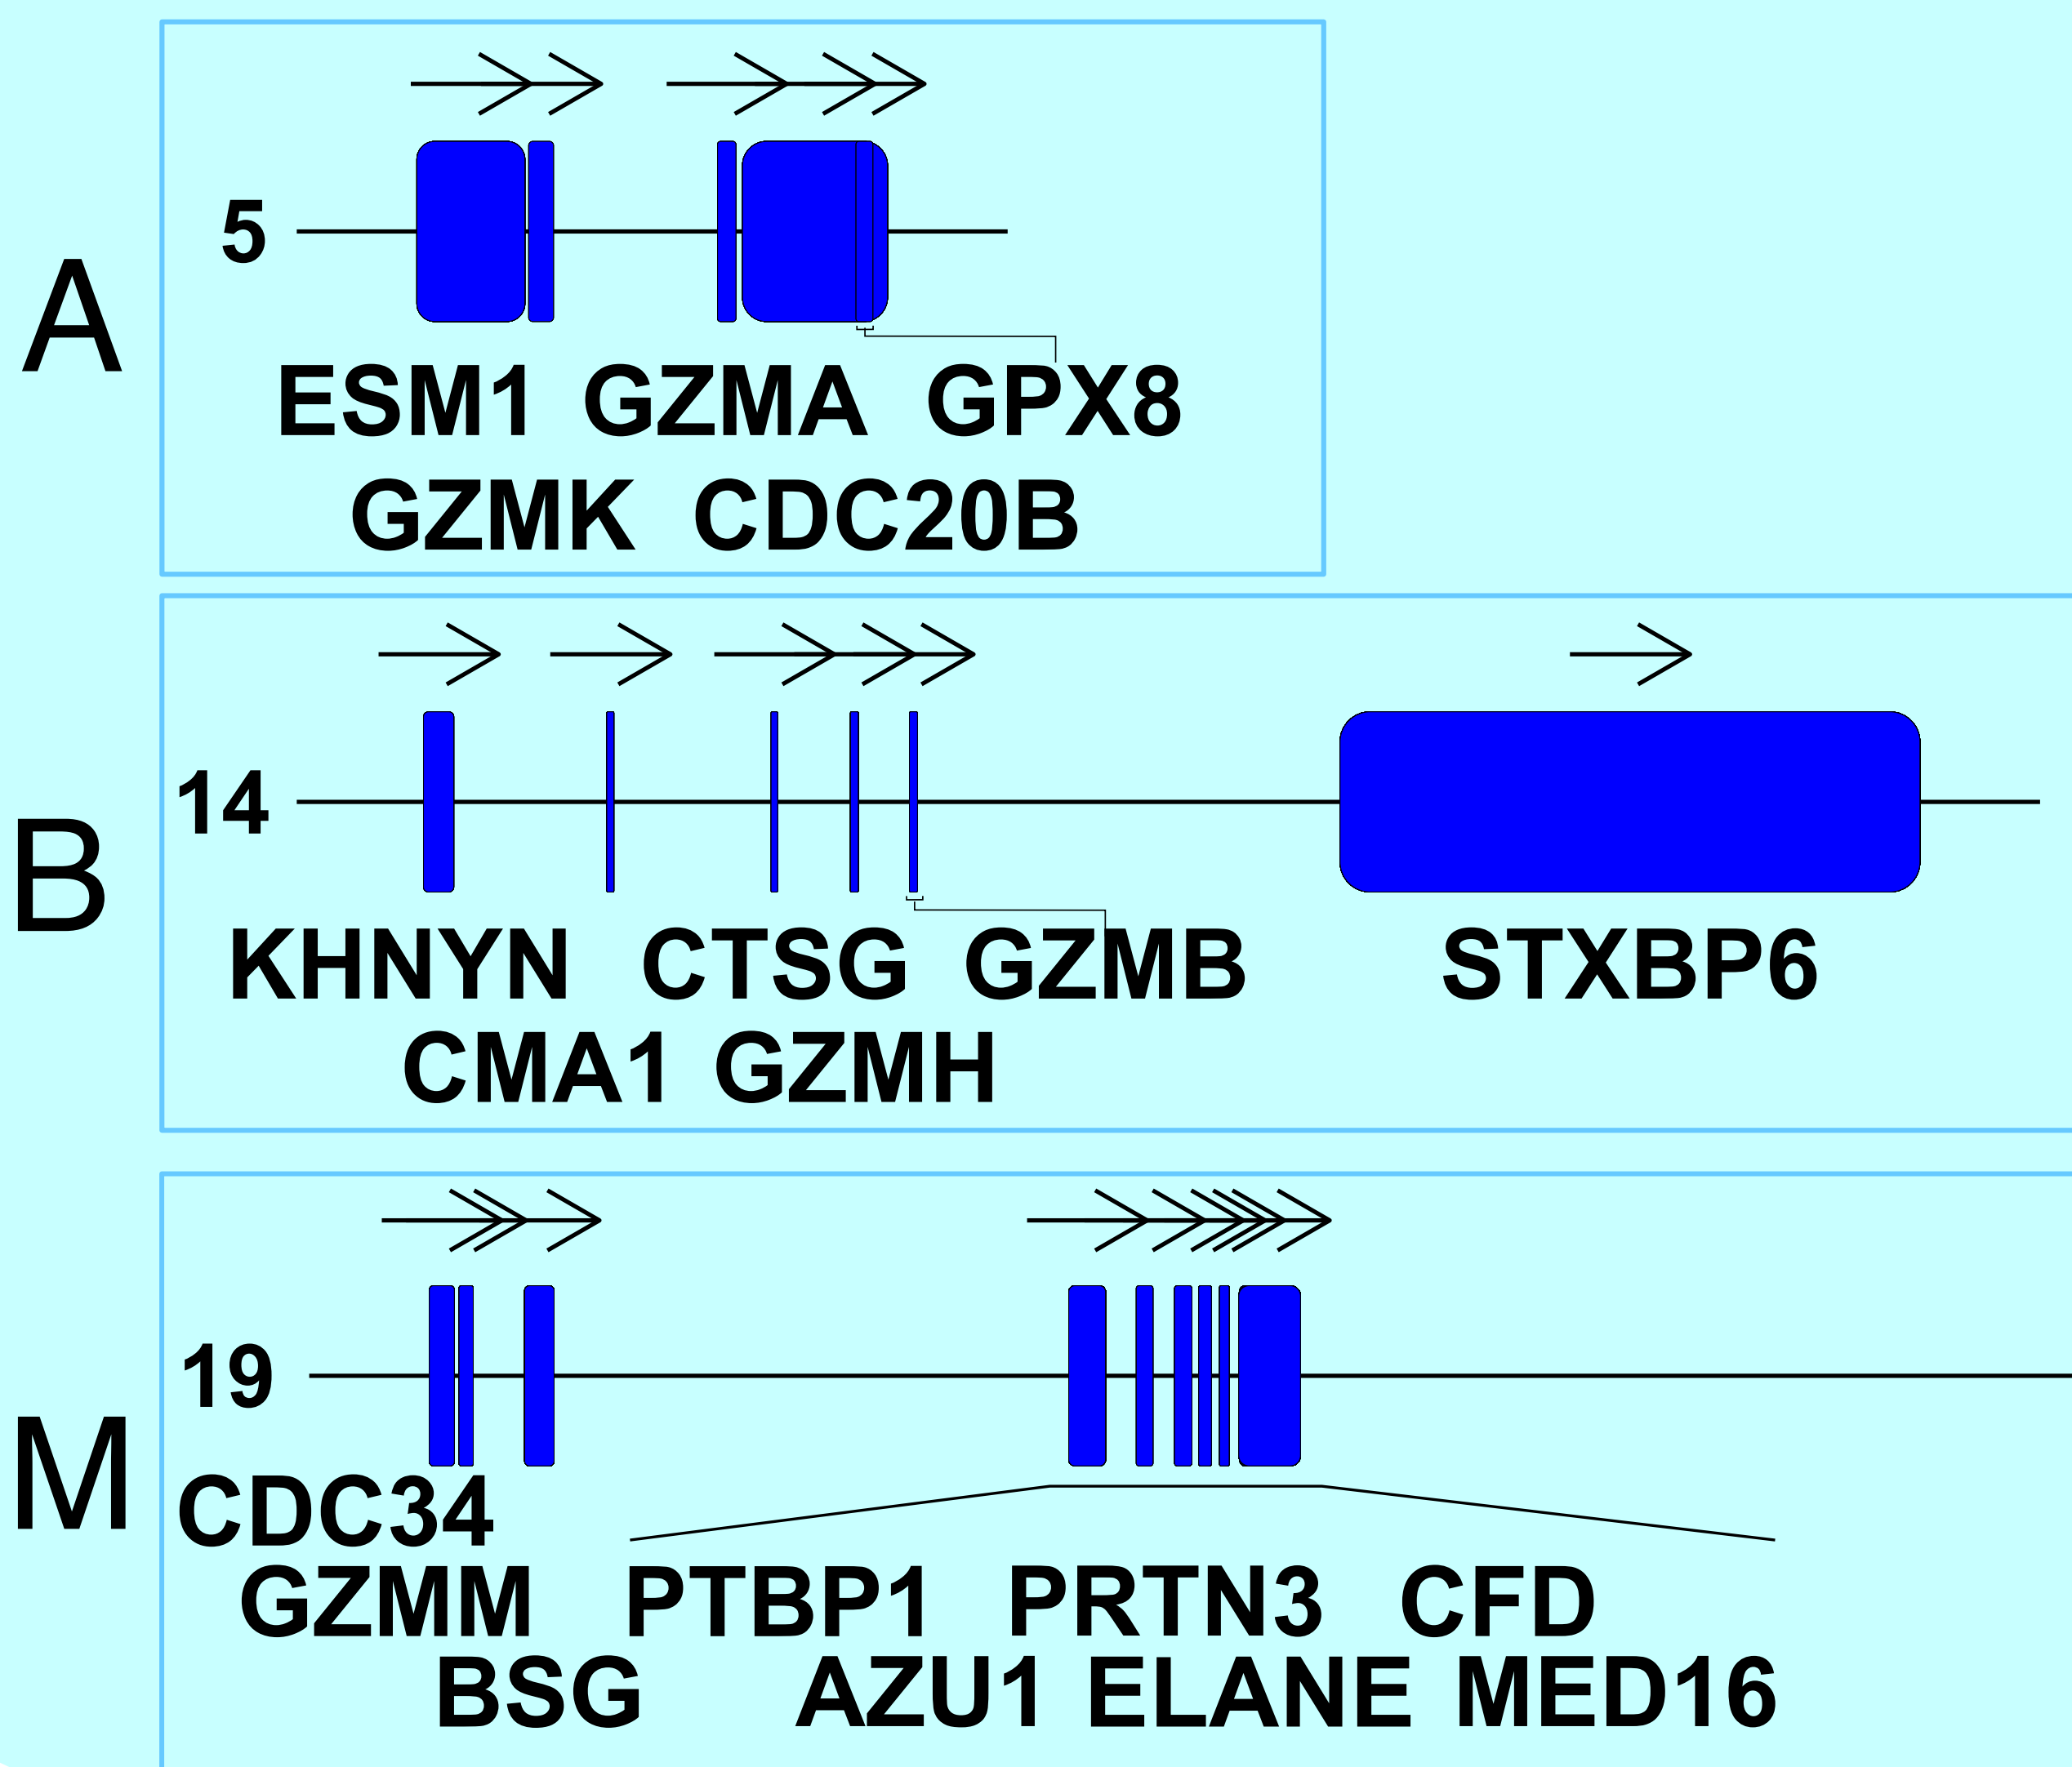 A
5
ESM1 GZMA GPX8
GZMK CDC20B
B
14
KHNYN CTSG GZMB STXBP6
CMA1 GZMH
M
19
CDC34
GZMM PTBP1 PRTN3 CFD
BSG AZU1 ELANE MED16